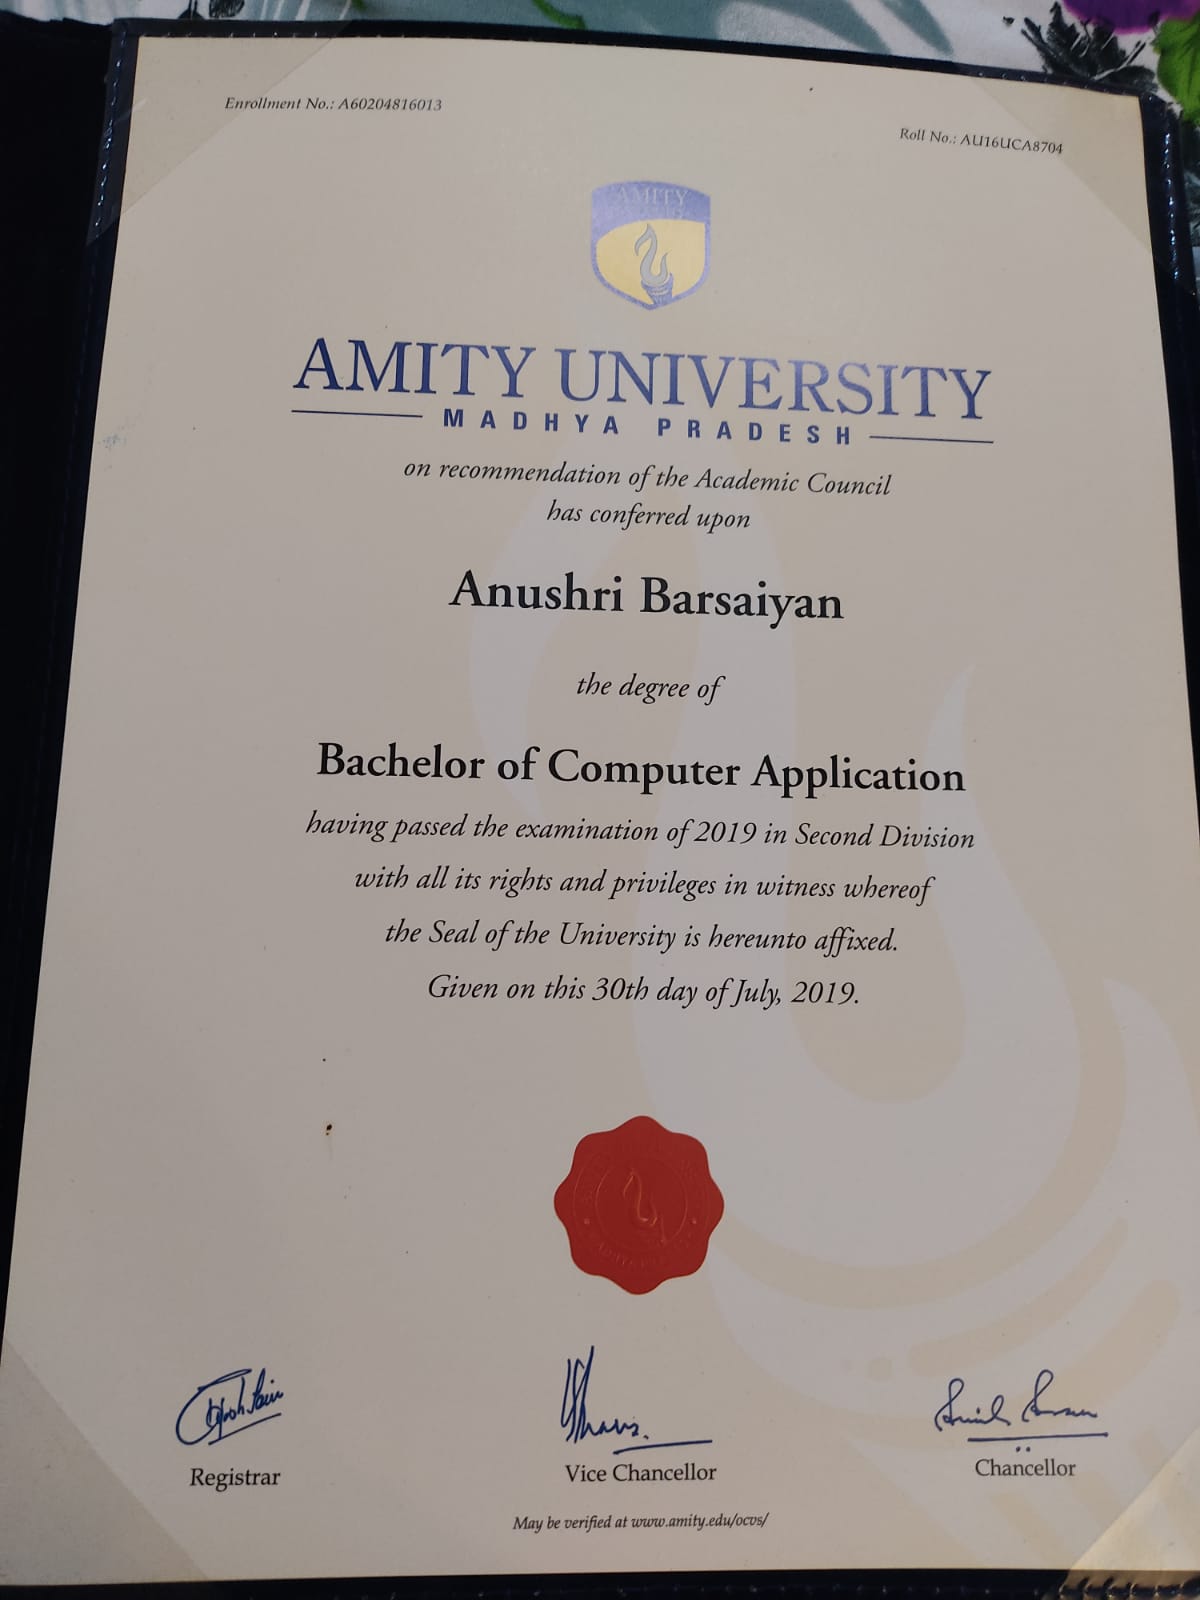 Enrollment No.: A60204816013
Roll No.: AU16UCA8704
AMITY
AMITY UNIVERSITY
MADHYA PRADESH
on recommendation of the Academic Council
has conferred upon
Anushri Barsaiyan
the degree of
Bachelor of Computer Application
having passed the examination of 2019 in Second Division
with all its rights and privileges in witness whereof
the Seal of the University is hereunto affixed.
Given on this 30th day of July, 2019.
Registrar
Vice Chancellor
Chancellor
May be verified at www.amity.edu/ocvs/